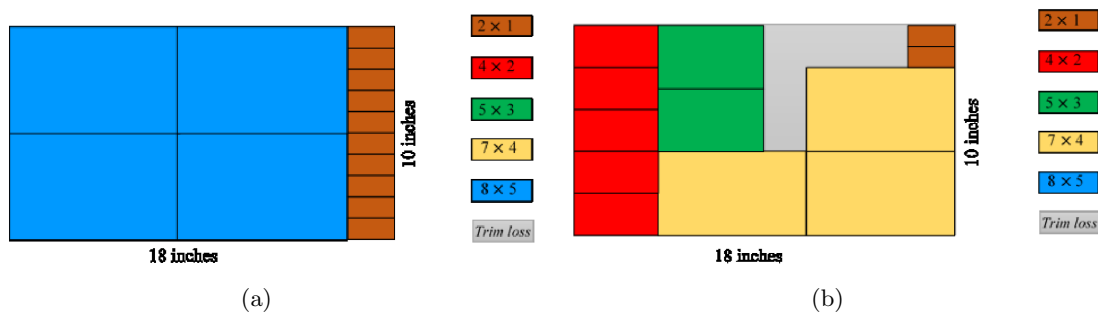 2 × 1
4 × 2
5 × 3
7 × 4
8 × 5
Trim loss
10 inches
18 inches
(a)
2 × 1
4 × 2
5 × 3
7 × 4
8 × 5
Trim loss
10 inches
18 inches
(b)